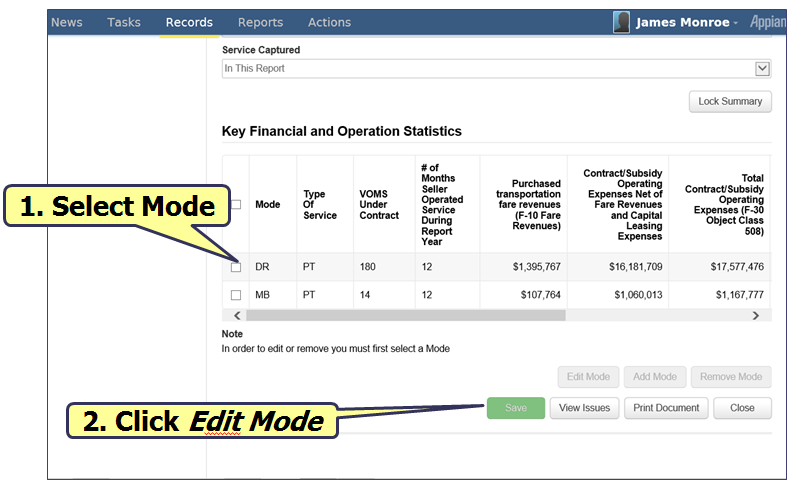 News Tasks Records Reports Actions James Monroe Appian
Service Captured
In This Report
Lock Summary
Key Financial and Operation Statistics
Mode
Type
Of
Service
VOMS
Under
Contract
# of
Months
Seller
Operated
Service
During
Report
Year
Purchased
transportation
fare revenues
(F-10 Fare
Revenues)
Contract/Subsidy
Operating
Expenses Net of
Fare Revenues
and Capital
Leasing
Expenses
Total
Contract/Subsidy
Operating
Expenses (F-30
Object Class
508)
1. Select Mode
DR PT 180 12 $1,395,767 $16,181,709 $17,577,476
MB PT 14 12 $107,764 $1,060,013 $1,167,777
Note
In order to edit or remove you must first select a Mode
Edit Mode Add Mode Remove Mode
2. Click Edit Mode
Save View Issues Print Document Close